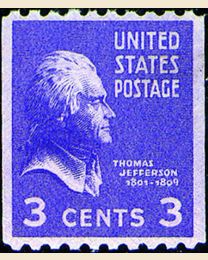 UNITED
STATES
POSTAGE
THOMAS
JEFFERSON
1801-1809
3 CENTS 3